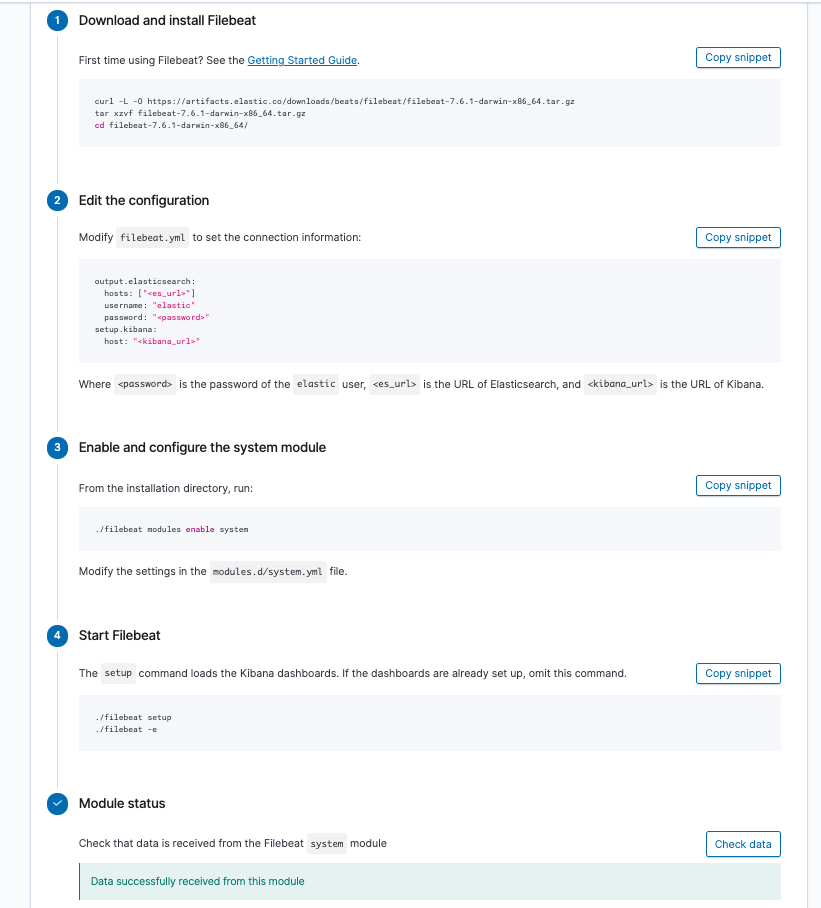 1 Download and install Filebeat
First time using Filebeat? See the Getting Started Guide.
Copy snippet
curl -L -O https://artifacts.elastic.co/downloads/beats/filebeat/filebeat-7.6.1-darwin-x86_64.tar.gz
tar xzvf filebeat-7.6.1-darwin-x86_64.tar.gz
cd filebeat-7.6.1-darwin-x86_64/
2 Edit the configuration
Modify filebeat.yml to set the connection information:
Copy snippet
output.elasticsearch:
  hosts: ["<es_url>"]
  username: "elastic"
  password: "<password>"
setup.kibana:
  host: "<kibana_url>"
Where <password> is the password of the elastic user, <es_url> is the URL of Elasticsearch, and <kibana_url> is the URL of Kibana.
3 Enable and configure the system module
From the installation directory, run:
Copy snippet
./filebeat modules enable system
Modify the settings in the modules.d/system.yml file.
4 Start Filebeat
The setup command loads the Kibana dashboards. If the dashboards are already set up, omit this command.
Copy snippet
./filebeat setup
./filebeat -e
Module status
Check that data is received from the Filebeat system module
Check data
Data successfully received from this module